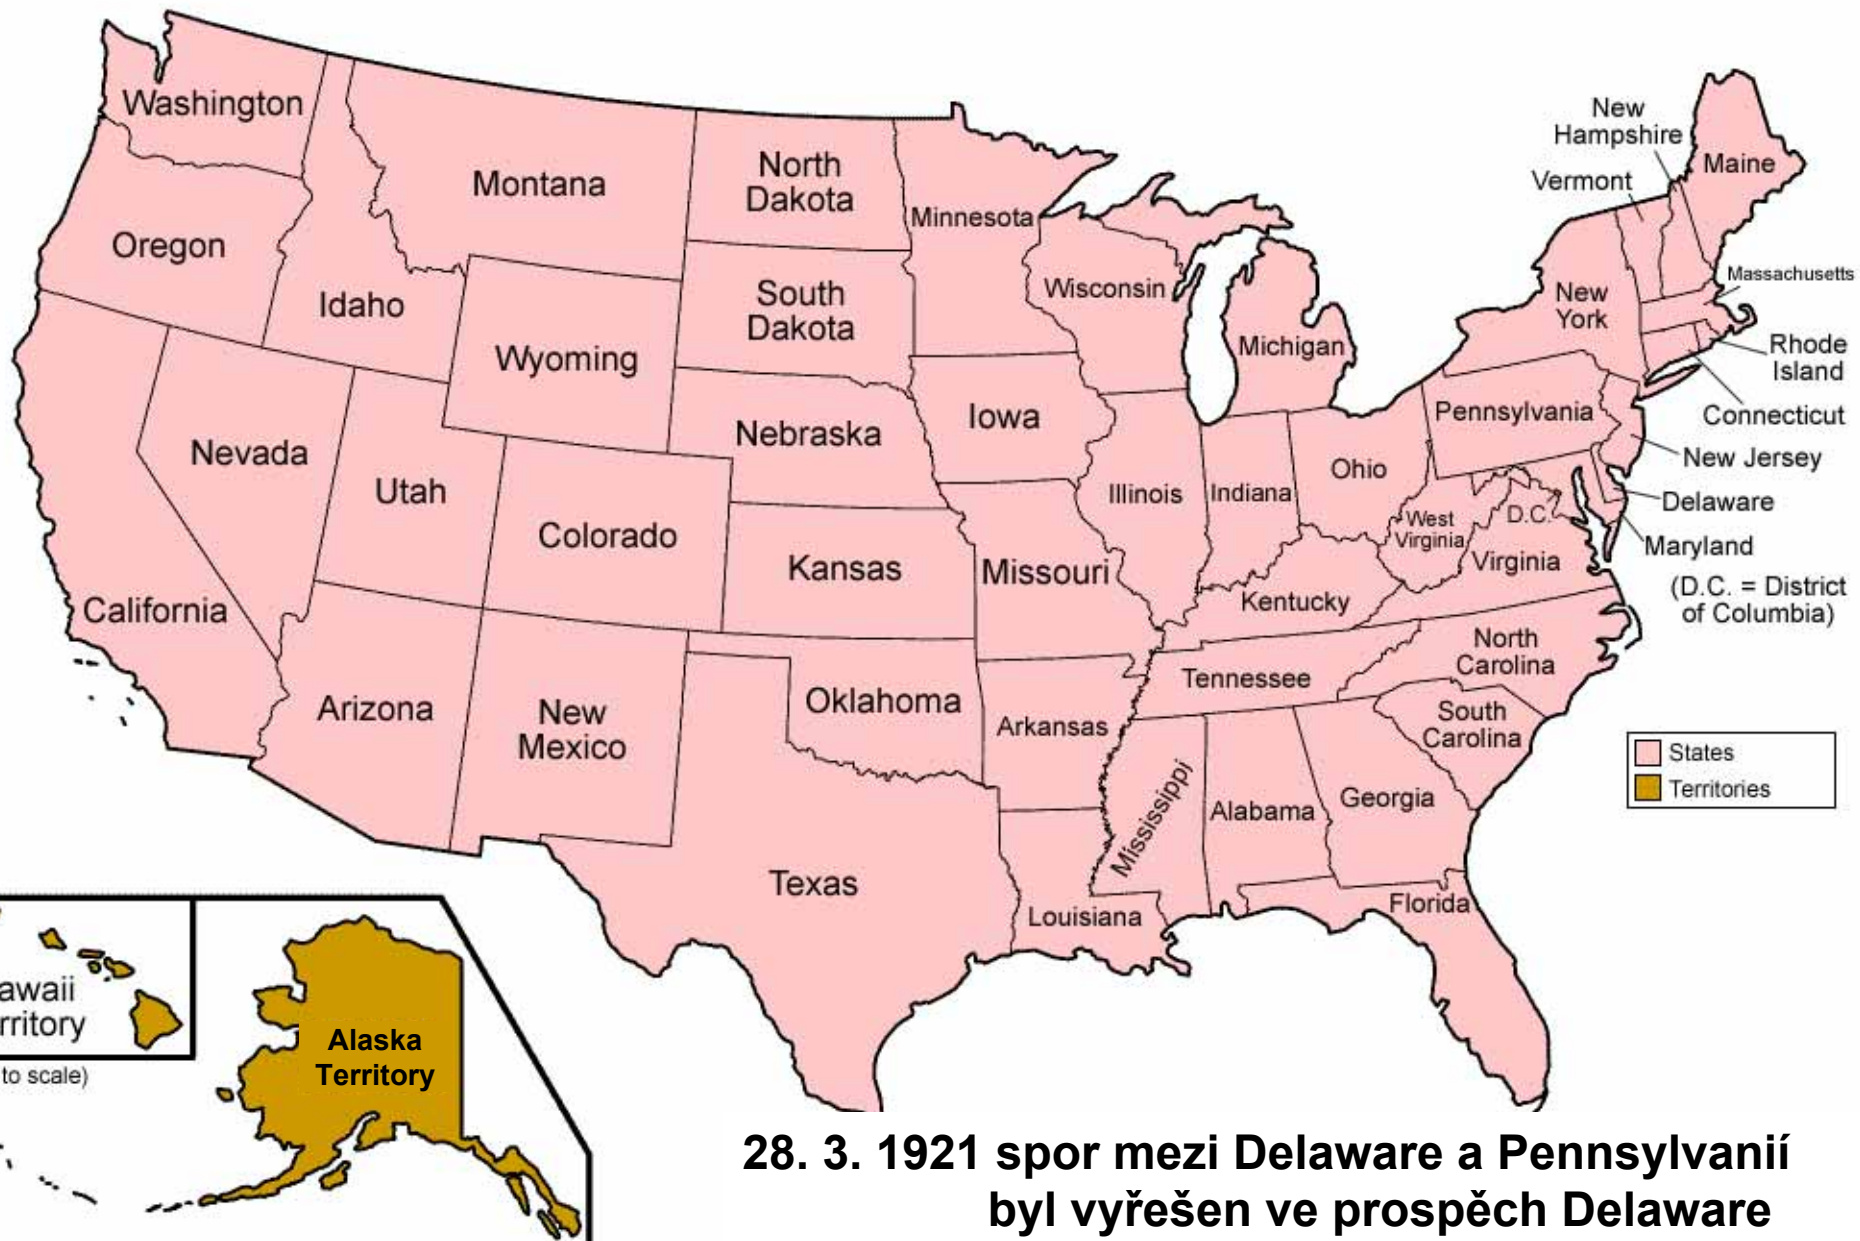 Washington
Montana
North
Dakota
Minnesota
New
Hampshire
Vermont
Maine
Oregon
Idaho
Wyoming
South
Dakota
Wisconsin
Michigan
New
York
Massachusetts
Rhode
Island
Connecticut
Pennsylvania
New Jersey
Delaware
Maryland
(D.C. = District
of Columbia)
Nevada
Utah
Colorado
Nebraska
Iowa
Illinois
Indiana
Ohio
West
Virginia
D.C.
Virginia
California
Kansas
Missouri
Kentucky
Arizona
New
Mexico
Oklahoma
Arkansas
Tennessee
North
Carolina
South
Carolina
Texas
Louisiana
Mississippi
Alabama
Georgia
Florida
States
Territories
awaii
rritory
to scale)
Alaska
Territory
28. 3. 1921 spor mezi Delaware a Pennsylvanií
byl vyřešen ve prospěch Delaware